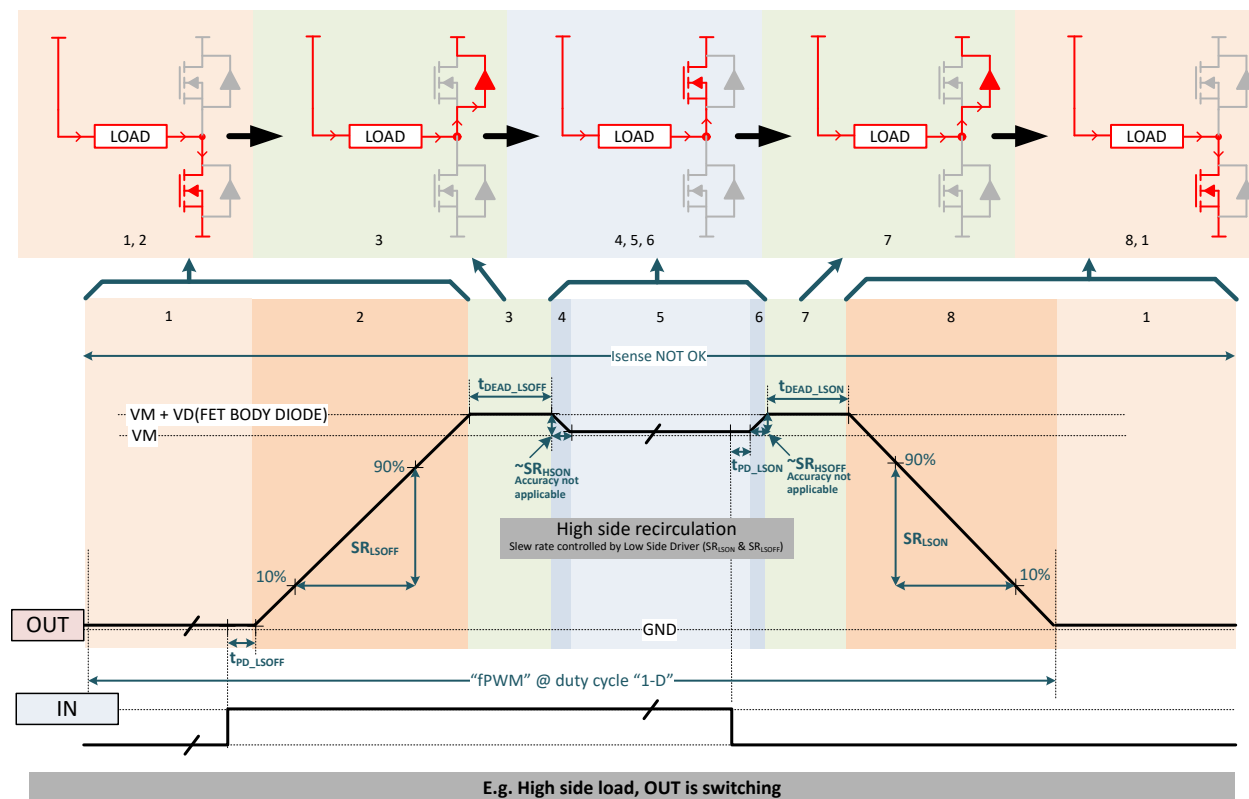 LOAD
LOAD
LOAD
LOAD
LOAD
1, 2
3
4, 5, 6
7
8, 1
1
2
3
4
5
6
7
8
1
Isense NOT OK
tDEAD_LSOFF
tDEAD_LSON
VM + VD(FET BODY DIODE)
VM
90%
~SRHSON
Accuracy not
applicable
tPD_LSON
~SRHSOFF
Accuracy not
applicable
90%
High side recirculation
Slew rate controlled by Low Side Driver (SRLSON & SRLSOFF)
SRLSOFF
SRLSON
10%
10%
OUT
GND
tPD_LSOFF
"fPWM" @ duty cycle "1-D"
IN
E.g. High side load, OUT is switching